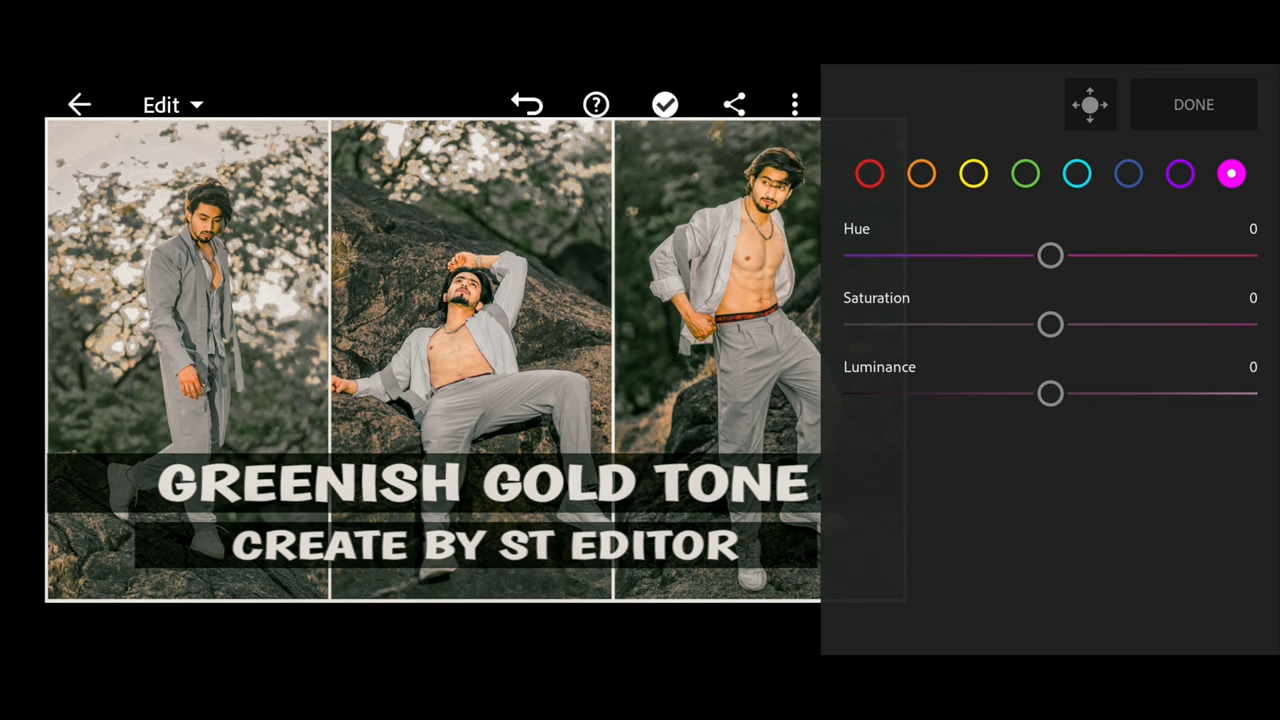 Edit
DONE
Hue 0
Saturation 0
Luminance 0
GREENISH GOLD TONE
CREATE BY ST EDITOR